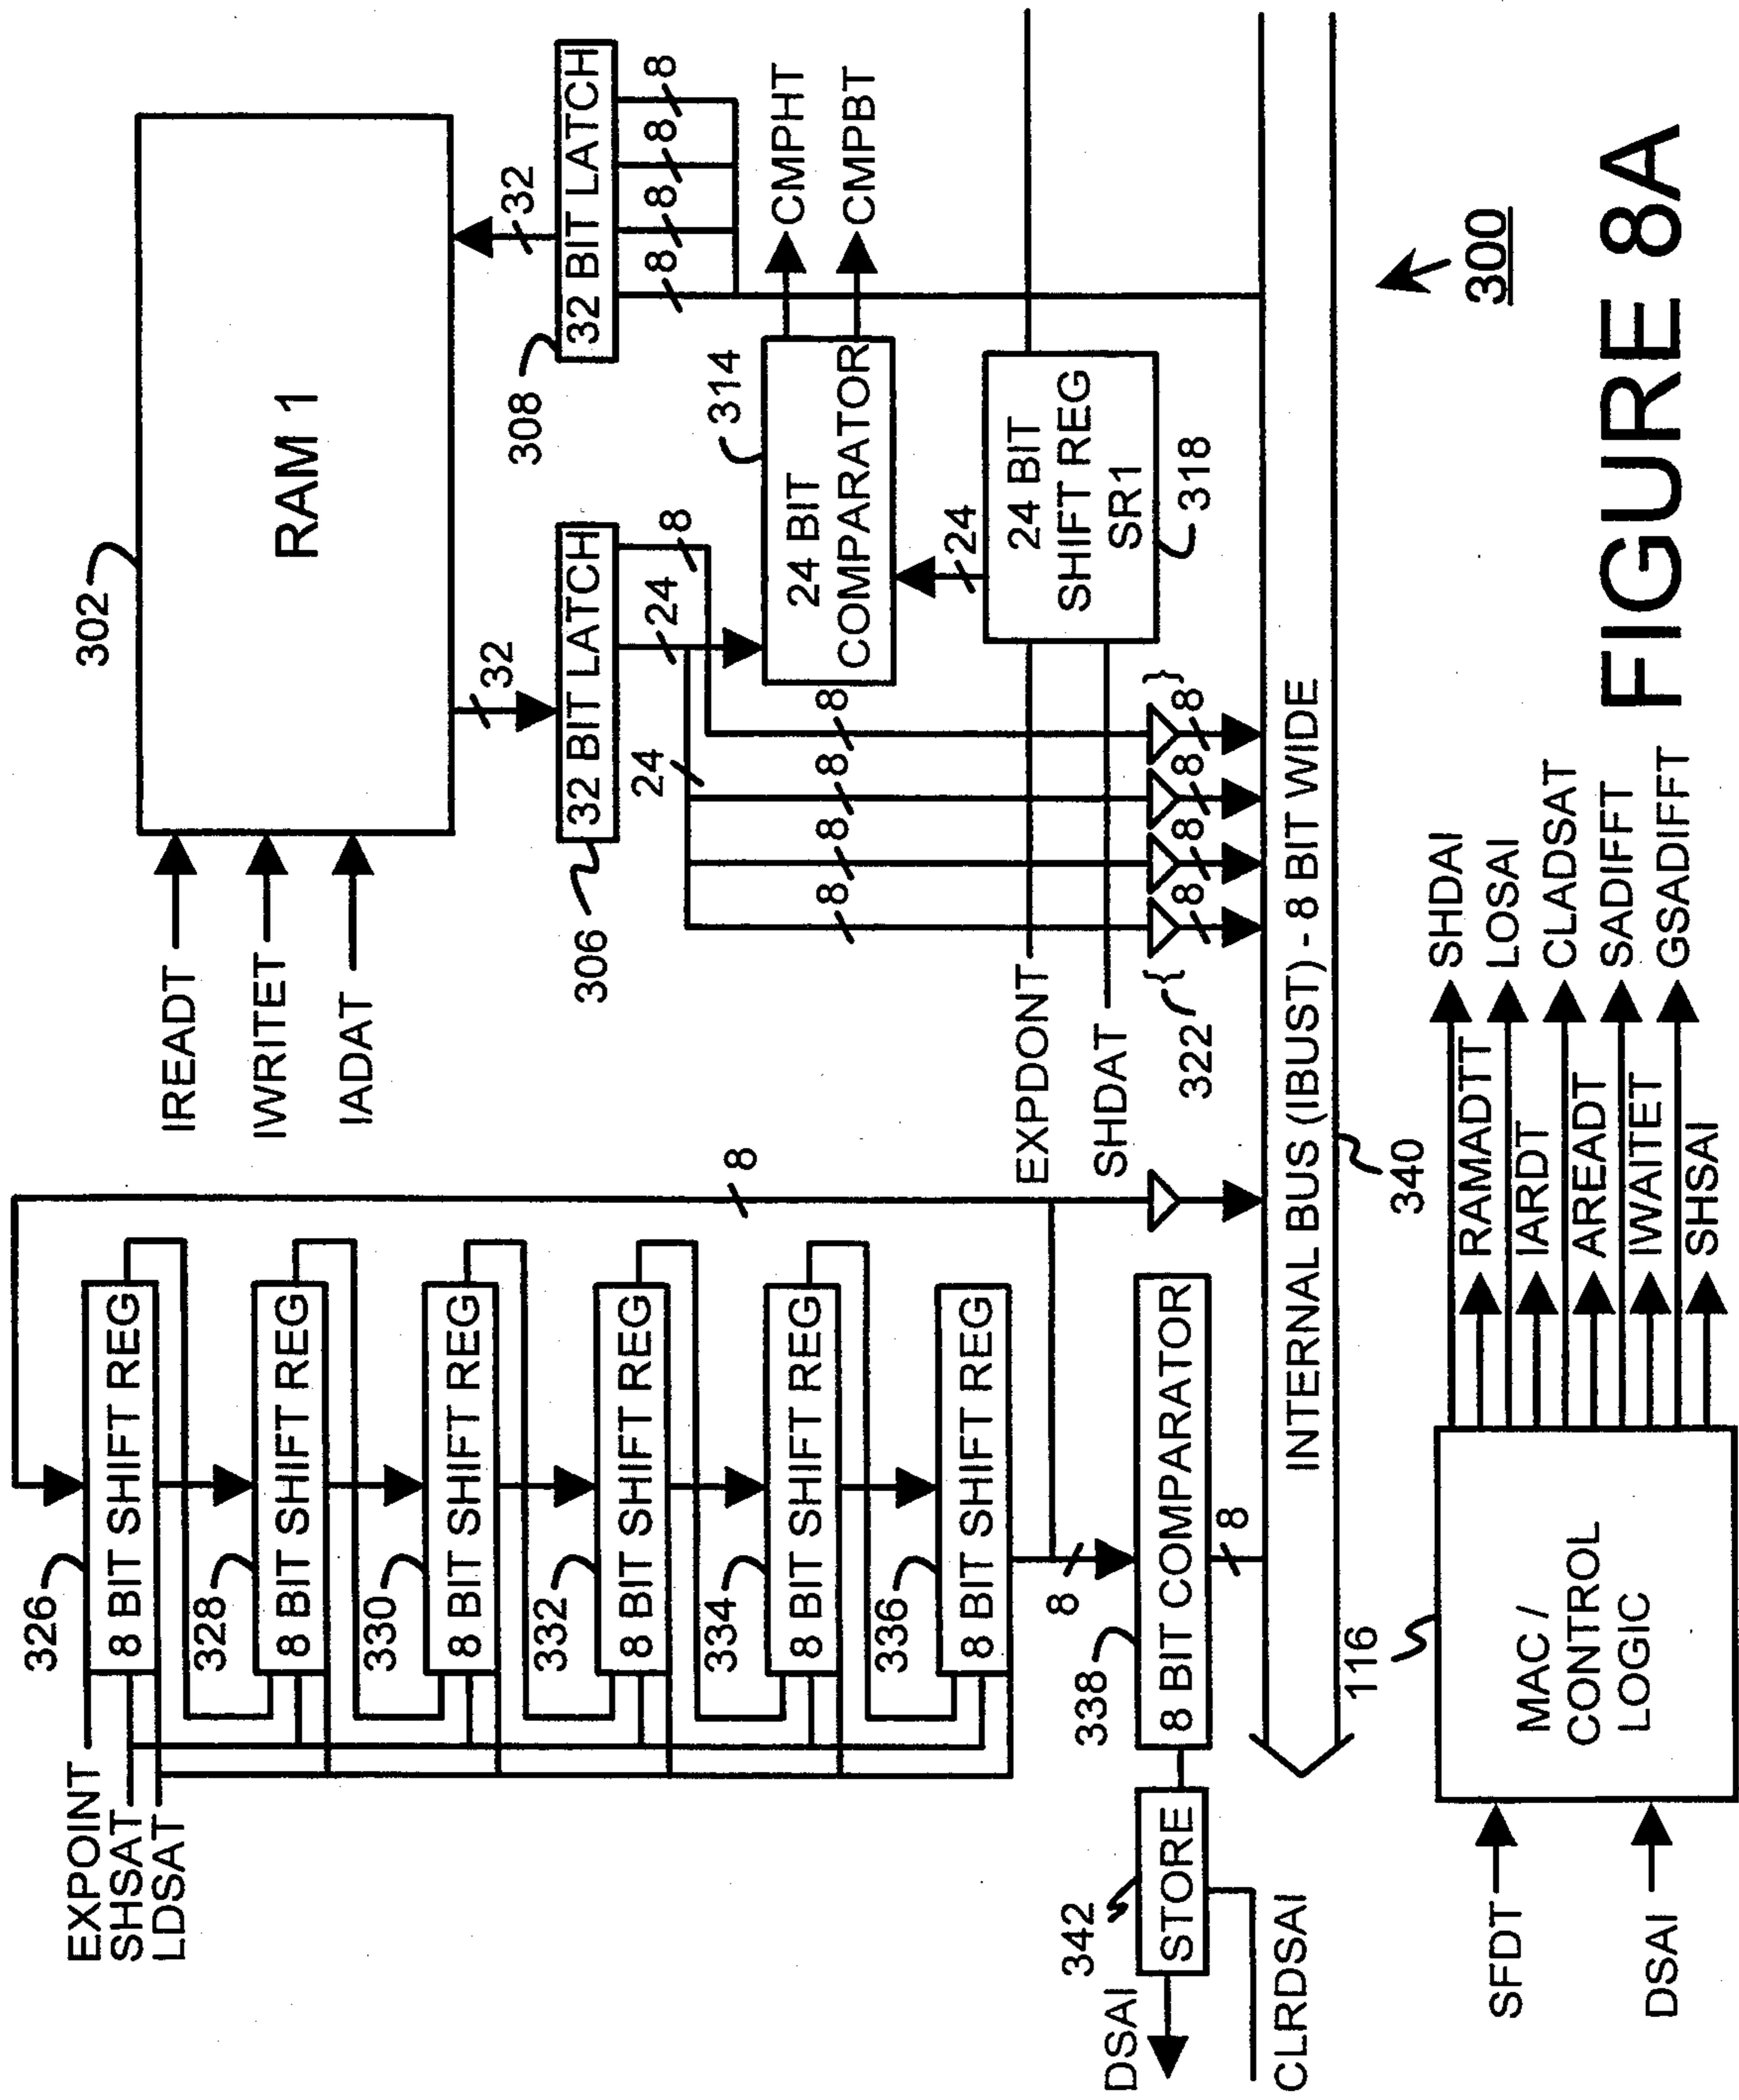 302
RAM 1
IREADT
IWRITET
IADAT
32
32
306
32 BIT LATCH
308
32 BIT LATCH
8
8
8
8
24
8
24
314
24 BIT
COMPARATOR
CMPHT
CMPBT
24
24 BIT
SHIFT REG
SR1
318
8
8
8
8
EXPDONT
SHDAT
322
{
}
8
8
8
8
326
8 BIT SHIFT REG
328
8 BIT SHIFT REG
330
8 BIT SHIFT REG
332
8 BIT SHIFT REG
334
8 BIT SHIFT REG
336
8 BIT SHIFT REG
EXPOINT
SHSAT
LDSAT
8
8
338
8 BIT COMPARATOR
8
342
STORE
DSAI
CLRDSAI
INTERNAL BUS (IBUST) - 8 BIT WIDE
340
116
MAC /
CONTROL
LOGIC
SFDT
DSAI
SHDAI
RAMADTT
LOSAI
IARDT
CLADSAT
AREADT
SADIFFT
IWAITET
GSADIFFT
SHSAI
300
FIGURE 8A